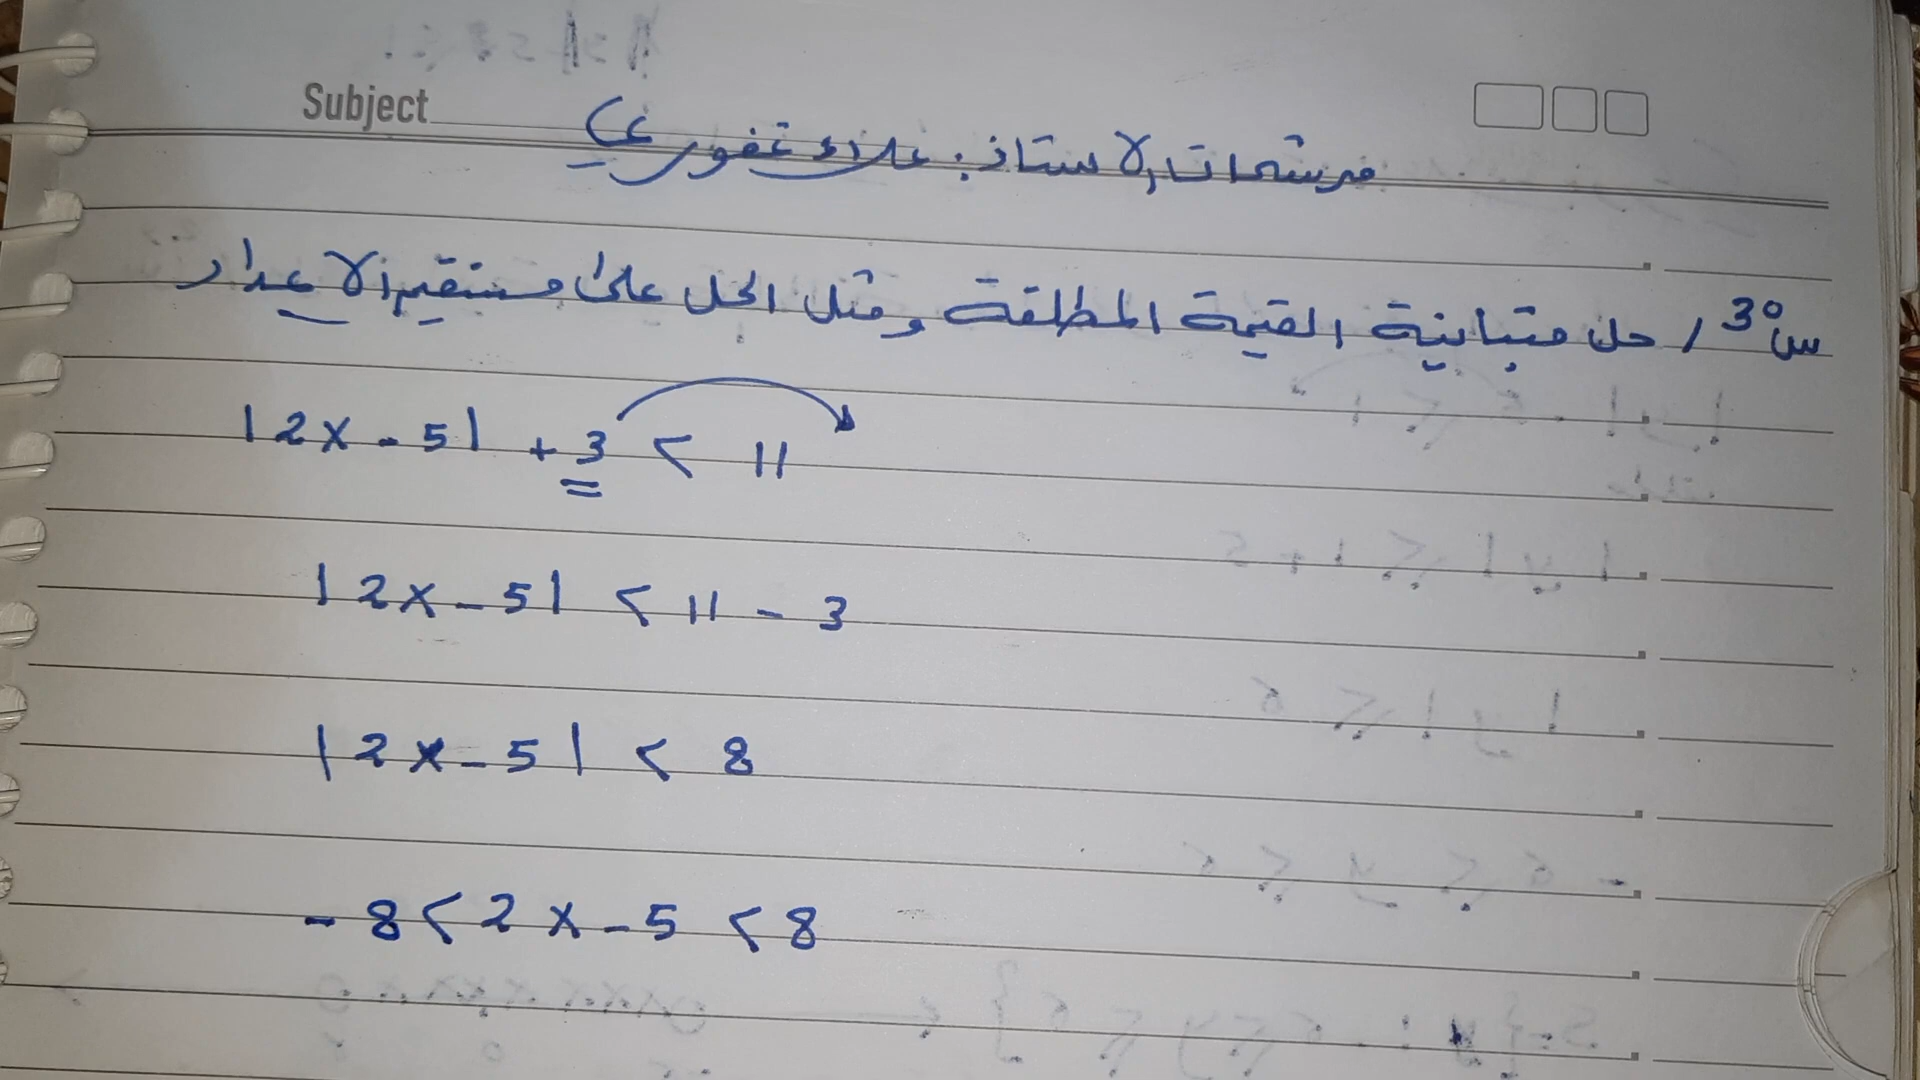 Subject
مرشحات الاستاذ: علاء غفوري
س3/ حل متباينة القيمة المطلقة ومثل الحل على مستقيم الاعداد
|2x - 5| + 3 < 11
|2x - 5| < 11 - 3
|2x - 5| < 8
- 8 < 2x - 5 < 8